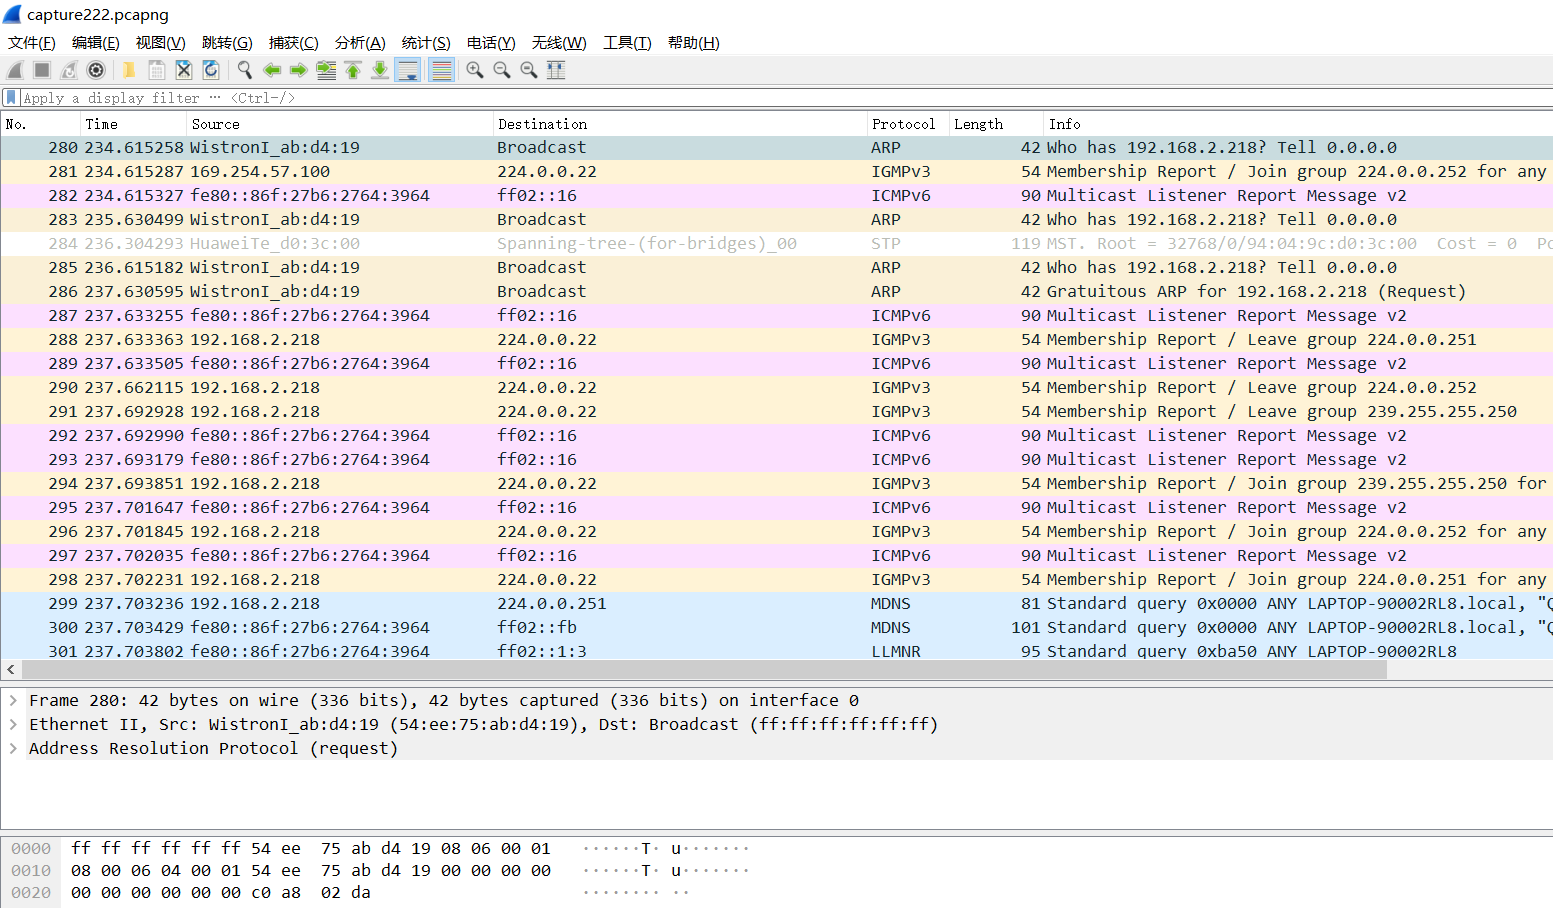 capture222.pcapng
文件(F) 编辑(E) 视图(V) 跳转(G) 捕获(C) 分析(A) 统计(S) 电话(Y) 无线(W) 工具(T) 帮助(H)
Apply a display filter … <Ctrl-/>
No. Time Source Destination Protocol Length Info
280 234.615258 WistronI_ab:d4:19 Broadcast ARP 42 Who has 192.168.2.218? Tell 0.0.0.0
281 234.615287 169.254.57.100 224.0.0.22 IGMPv3 54 Membership Report / Join group 224.0.0.252 for any
282 234.615327 fe80::86f:27b6:2764:3964 ff02::16 ICMPv6 90 Multicast Listener Report Message v2
283 235.630499 WistronI_ab:d4:19 Broadcast ARP 42 Who has 192.168.2.218? Tell 0.0.0.0
284 236.304293 HuaweiTe_d0:3c:00 Spanning-tree-(for-bridges)_00 STP 119 MST. Root = 32768/0/94:04:9c:d0:3c:00 Cost = 0 Po
285 236.615182 WistronI_ab:d4:19 Broadcast ARP 42 Who has 192.168.2.218? Tell 0.0.0.0
286 237.630595 WistronI_ab:d4:19 Broadcast ARP 42 Gratuitous ARP for 192.168.2.218 (Request)
287 237.633255 fe80::86f:27b6:2764:3964 ff02::16 ICMPv6 90 Multicast Listener Report Message v2
288 237.633363 192.168.2.218 224.0.0.22 IGMPv3 54 Membership Report / Leave group 224.0.0.251
289 237.633505 fe80::86f:27b6:2764:3964 ff02::16 ICMPv6 90 Multicast Listener Report Message v2
290 237.662115 192.168.2.218 224.0.0.22 IGMPv3 54 Membership Report / Leave group 224.0.0.252
291 237.692928 192.168.2.218 224.0.0.22 IGMPv3 54 Membership Report / Leave group 239.255.255.250
292 237.692990 fe80::86f:27b6:2764:3964 ff02::16 ICMPv6 90 Multicast Listener Report Message v2
293 237.693179 fe80::86f:27b6:2764:3964 ff02::16 ICMPv6 90 Multicast Listener Report Message v2
294 237.693851 192.168.2.218 224.0.0.22 IGMPv3 54 Membership Report / Join group 239.255.255.250 for
295 237.701647 fe80::86f:27b6:2764:3964 ff02::16 ICMPv6 90 Multicast Listener Report Message v2
296 237.701845 192.168.2.218 224.0.0.22 IGMPv3 54 Membership Report / Join group 224.0.0.252 for any
297 237.702035 fe80::86f:27b6:2764:3964 ff02::16 ICMPv6 90 Multicast Listener Report Message v2
298 237.702231 192.168.2.218 224.0.0.22 IGMPv3 54 Membership Report / Join group 224.0.0.251 for any
299 237.703236 192.168.2.218 224.0.0.251 MDNS 81 Standard query 0x0000 ANY LAPTOP-90002RL8.local, "Q
300 237.703429 fe80::86f:27b6:2764:3964 ff02::fb MDNS 101 Standard query 0x0000 ANY LAPTOP-90002RL8.local, "Q
301 237.703802 fe80::86f:27b6:2764:3964 ff02::1:3 LLMNR 95 Standard query 0xba50 ANY LAPTOP-90002RL8
Frame 280: 42 bytes on wire (336 bits), 42 bytes captured (336 bits) on interface 0
Ethernet II, Src: WistronI_ab:d4:19 (54:ee:75:ab:d4:19), Dst: Broadcast (ff:ff:ff:ff:ff:ff)
Address Resolution Protocol (request)
0000 ff ff ff ff ff ff 54 ee 75 ab d4 19 08 06 00 01 ······T· u·······
0010 08 00 06 04 00 01 54 ee 75 ab d4 19 00 00 00 00 ······T· u·······
0020 00 00 00 00 00 00 c0 a8 02 da ········ ··